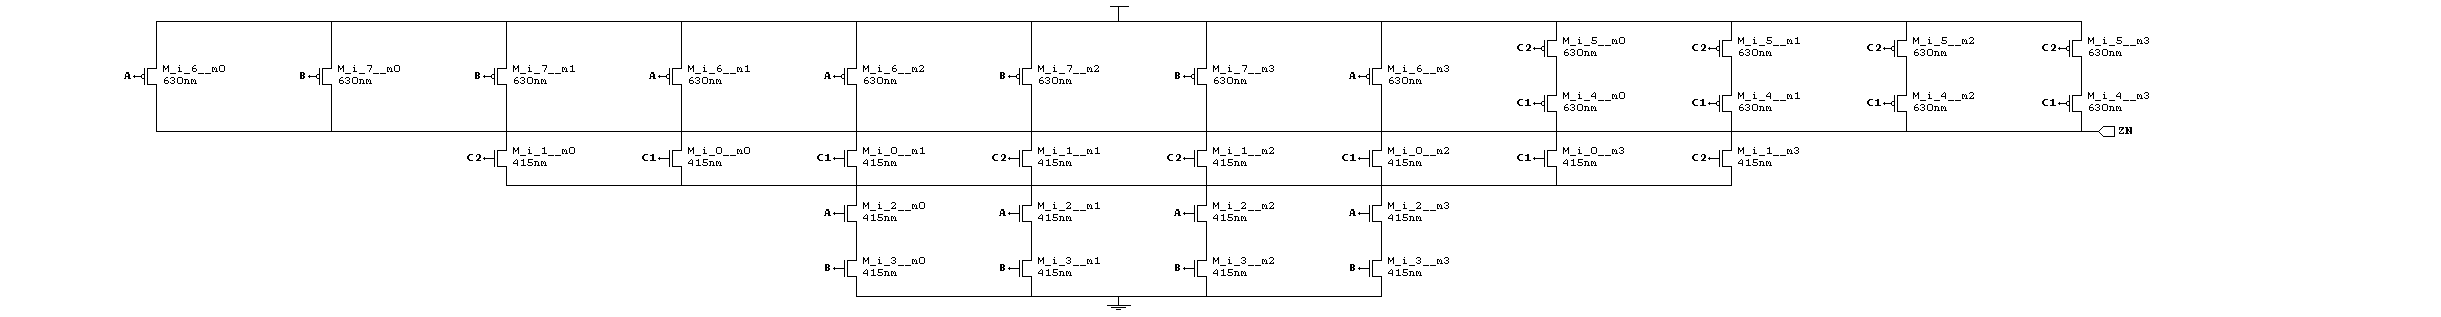 C2 M_i_5__m0 C2 M_i_5__m1 C2 M_i_5__m2 C2 M_i_5__m3
630nm 630nm 630nm 630nm
A M_i_6__m0 B M_i_7__m0 B M_i_7__m1 A M_i_6__m1 A M_i_6__m2 B M_i_7__m2 B M_i_7__m3 A M_i_6__m3
630nm 630nm 630nm 630nm 630nm 630nm 630nm 630nm
C1 M_i_4__m0 C1 M_i_4__m1 C1 M_i_4__m2 C1 M_i_4__m3
630nm 630nm 630nm 630nm
ZN
C2 M_i_1__m0 C1 M_i_0__m0 C1 M_i_0__m1 C2 M_i_1__m1 C2 M_i_1__m2 C1 M_i_0__m2 C1 M_i_0__m3 C2 M_i_1__m3
415nm 415nm 415nm 415nm 415nm 415nm 415nm 415nm
A M_i_2__m0 A M_i_2__m1 A M_i_2__m2 A M_i_2__m3
415nm 415nm 415nm 415nm
B M_i_3__m0 B M_i_3__m1 B M_i_3__m2 B M_i_3__m3
415nm 415nm 415nm 415nm